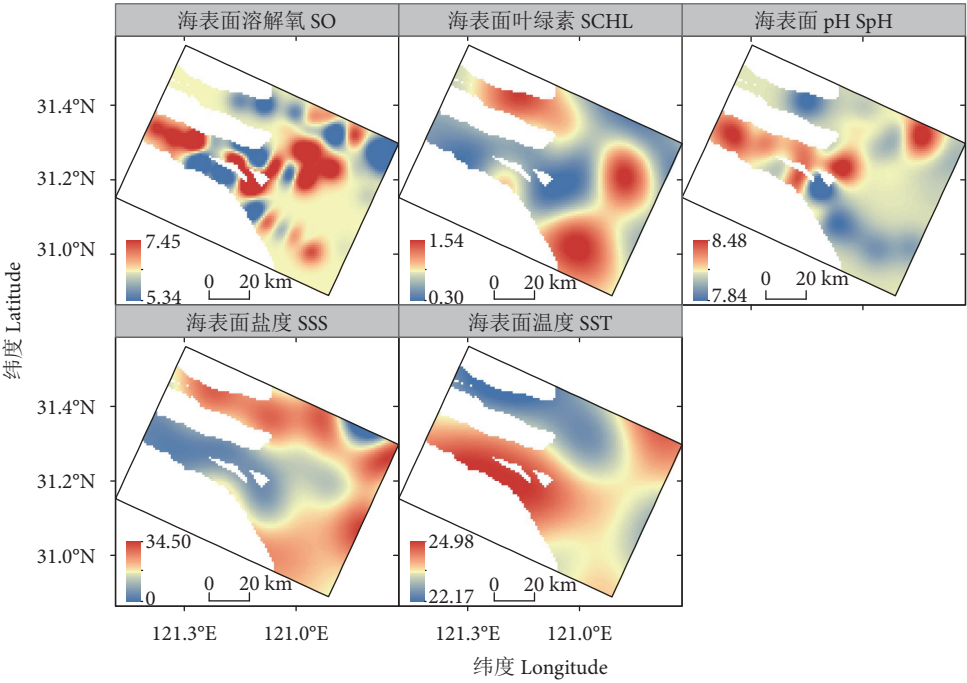 海表面溶解氧 SO
海表面叶绿素 SCHL
海表面 pH SpH
31.4°N
31.2°N
31.0°N
7.45
5.34
0 20 km
1.54
0.30
0 20 km
8.48
7.84
0 20 km
纬度 Latitude
海表面盐度 SSS
海表面温度 SST
31.4°N
31.2°N
31.0°N
34.50
0
0 20 km
24.98
22.17
0 20 km
121.3°E
121.0°E
121.3°E
121.0°E
纬度 Longitude